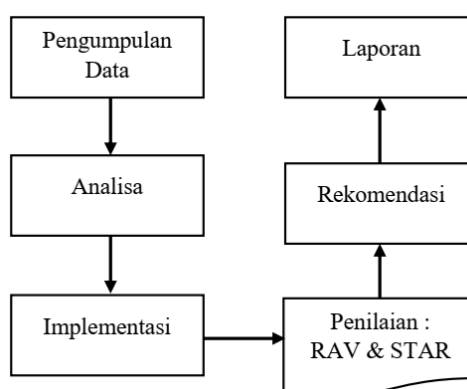 Pengumpulan
Data
Analisa
Implementasi
Penilaian :
RAV & STAR
Rekomendasi
Laporan